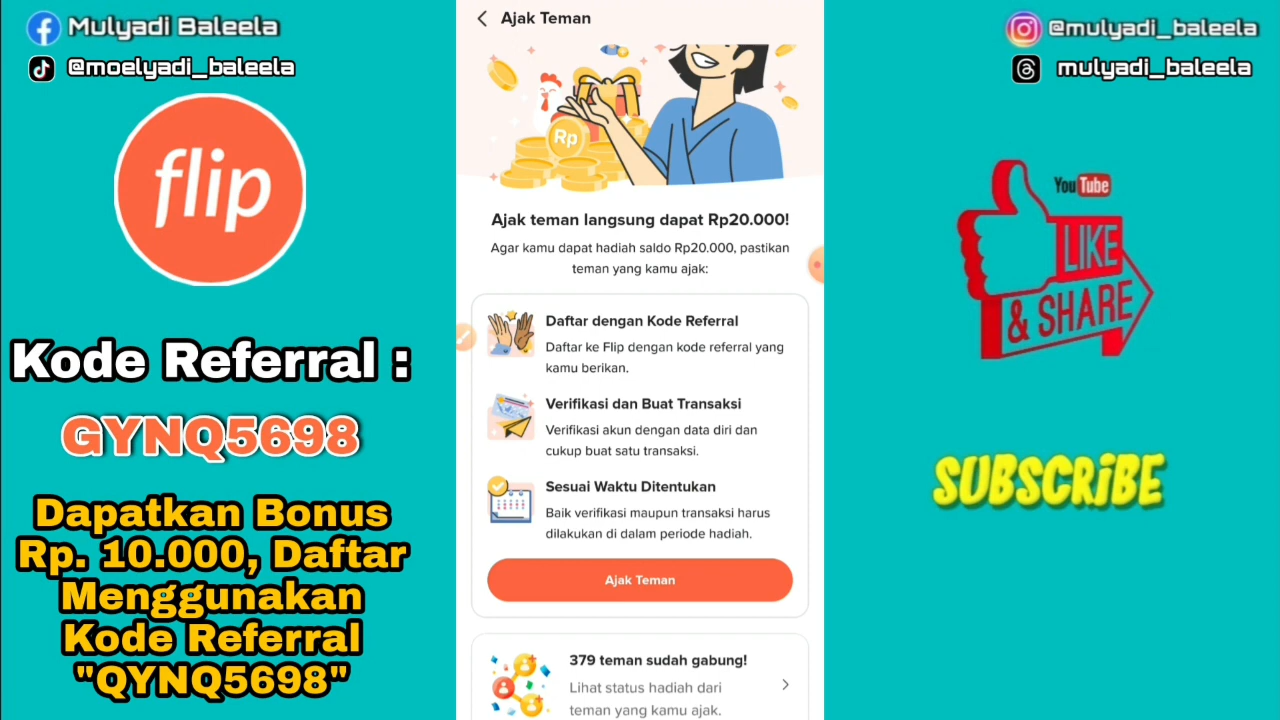 Mulyadi Baleela
@moelyadi_baleela
flip
Kode Referral :
GYNQ5698
Dapatkan Bonus
Rp. 10.000, Daftar
Menggunakan
Kode Referral
"QYNQ5698"
Ajak Teman
Rp
Ajak teman langsung dapat Rp20.000!
Agar kamu dapat hadiah saldo Rp20.000, pastikan
teman yang kamu ajak:
Daftar dengan Kode Referral
Daftar ke Flip dengan kode referral yang
kamu berikan.
Verifikasi dan Buat Transaksi
Verifikasi akun dengan data diri dan
cukup buat satu transaksi.
Sesuai Waktu Ditentukan
Baik verifikasi maupun transaksi harus
dilakukan di dalam periode hadiah.
Ajak Teman
379 teman sudah gabung!
Lihat status hadiah dari
teman yang kamu ajak.
@mulyadi_baleela
mulyadi_baleela
YouTube
LIKE
& SHARE
SUBSCRiBE